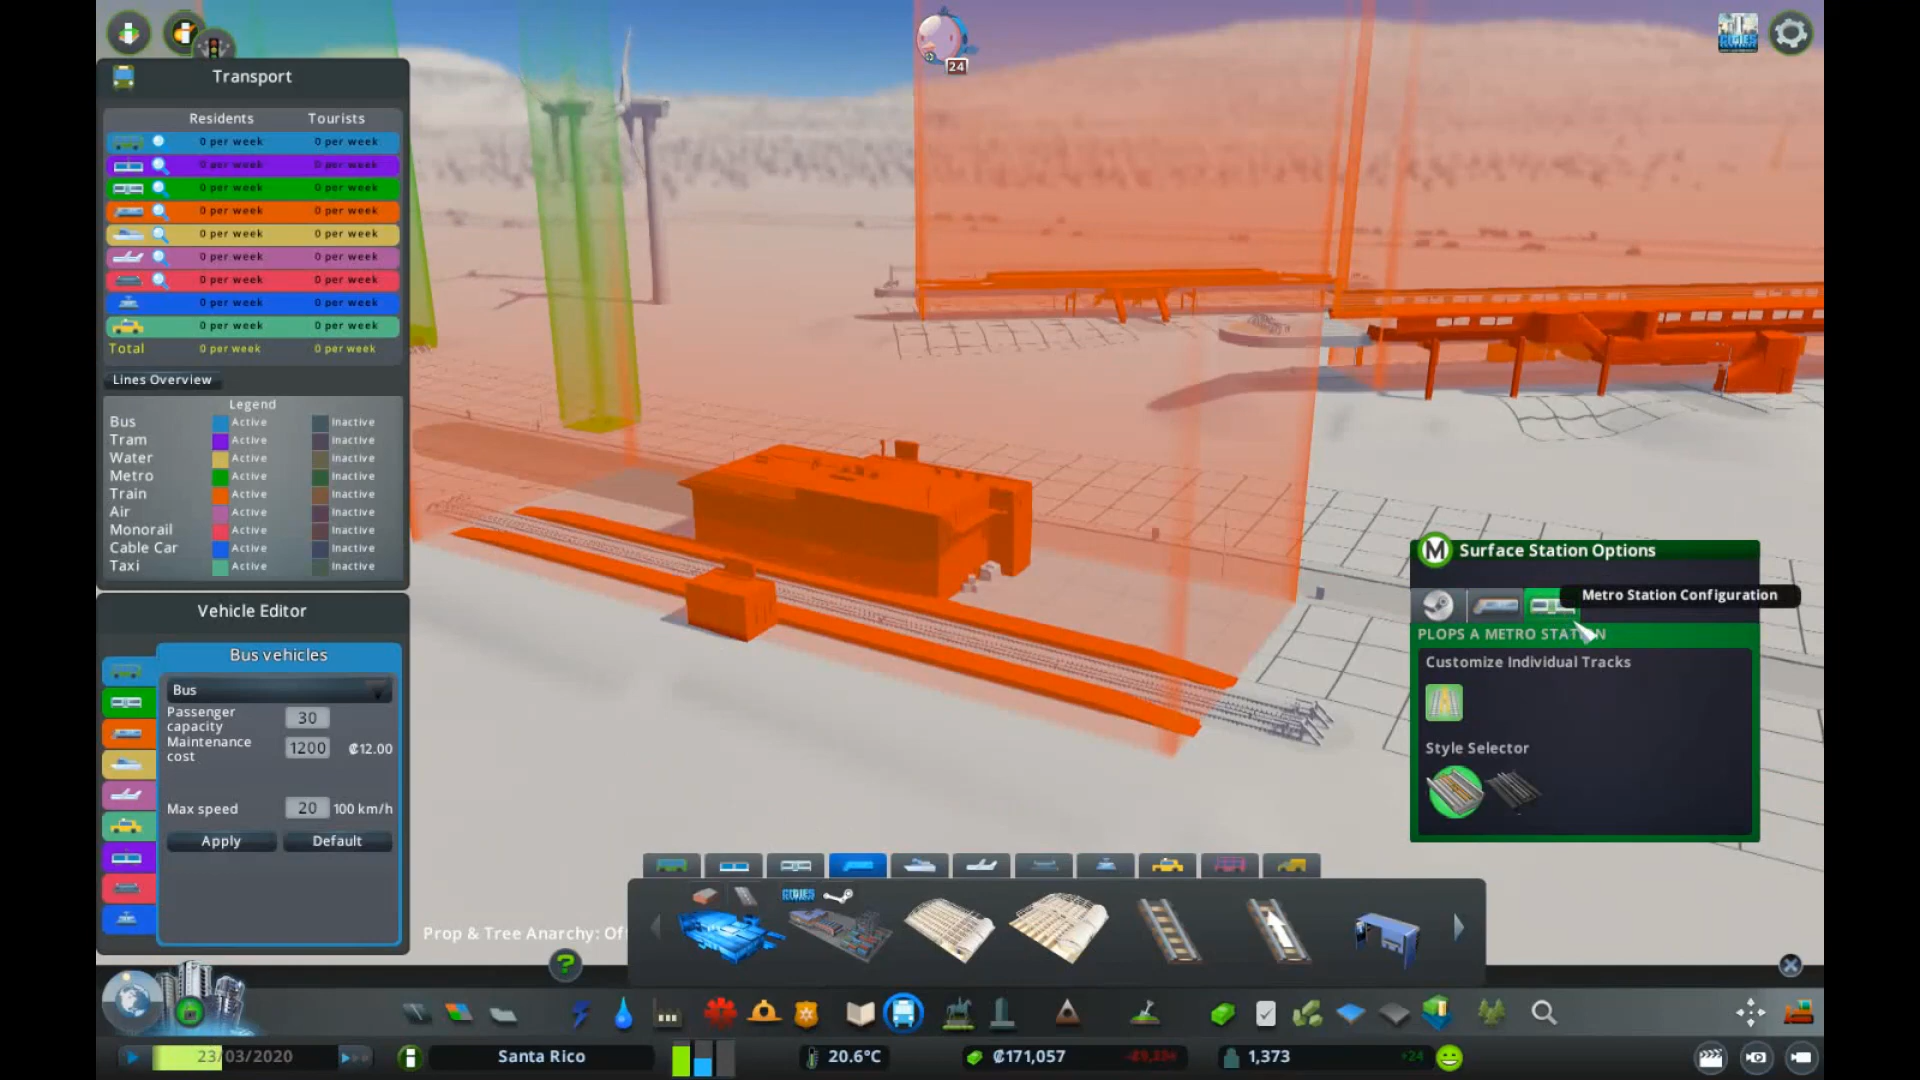 24
Transport
Residents Tourists
0 per week 0 per week
0 per week 0 per week
0 per week 0 per week
0 per week 0 per week
0 per week 0 per week
0 per week 0 per week
0 per week 0 per week
0 per week 0 per week
0 per week 0 per week
Total 0 per week 0 per week
Lines Overview
Legend
Bus Active Inactive
Tram Active Inactive
Water Active Inactive
Metro Active Inactive
Train Active Inactive
Air Active Inactive
Monorail Active Inactive
Cable Car Active Inactive
Taxi Active Inactive
Vehicle Editor
Bus vehicles
Bus
Passenger capacity 30
Maintenance cost 1200 ₡12.00
Max speed 20 100 km/h
Apply Default
M Surface Station Options
Metro Station Configuration
PLOPS A METRO STATION
Customize Individual Tracks
Style Selector
CITIES
Prop & Tree Anarchy: Of
?
23/03/2020
Santa Rico
20.6°C
₡171,057
1,373
+24